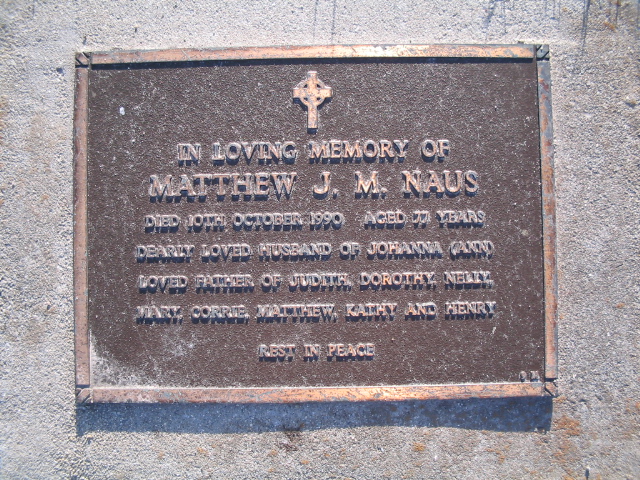 IN LOVING MEMORY OF
MATTHEW J. M. NAUS
DIED 10TH OCTOBER 1990 AGED 77 YEARS
DEARLY LOVED HUSBAND OF JOHANNA (ANN)
LOVED FATHER OF JUDITH, DOROTHY, NELLY,
MARY, CORRIE, MATTHEW, KATHY AND HENRY
REST IN PEACE